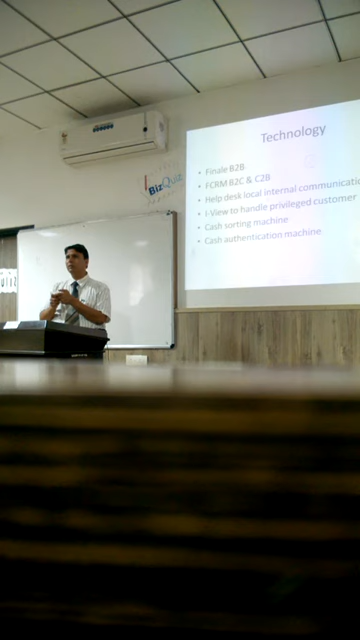 Technology
• Finale B2B
• FCRM B2C & C2B
• Help desk local internal communicatio
• I-View to handle privileged customer
• Cash sorting machine
• Cash authentication machine
BizQuiz